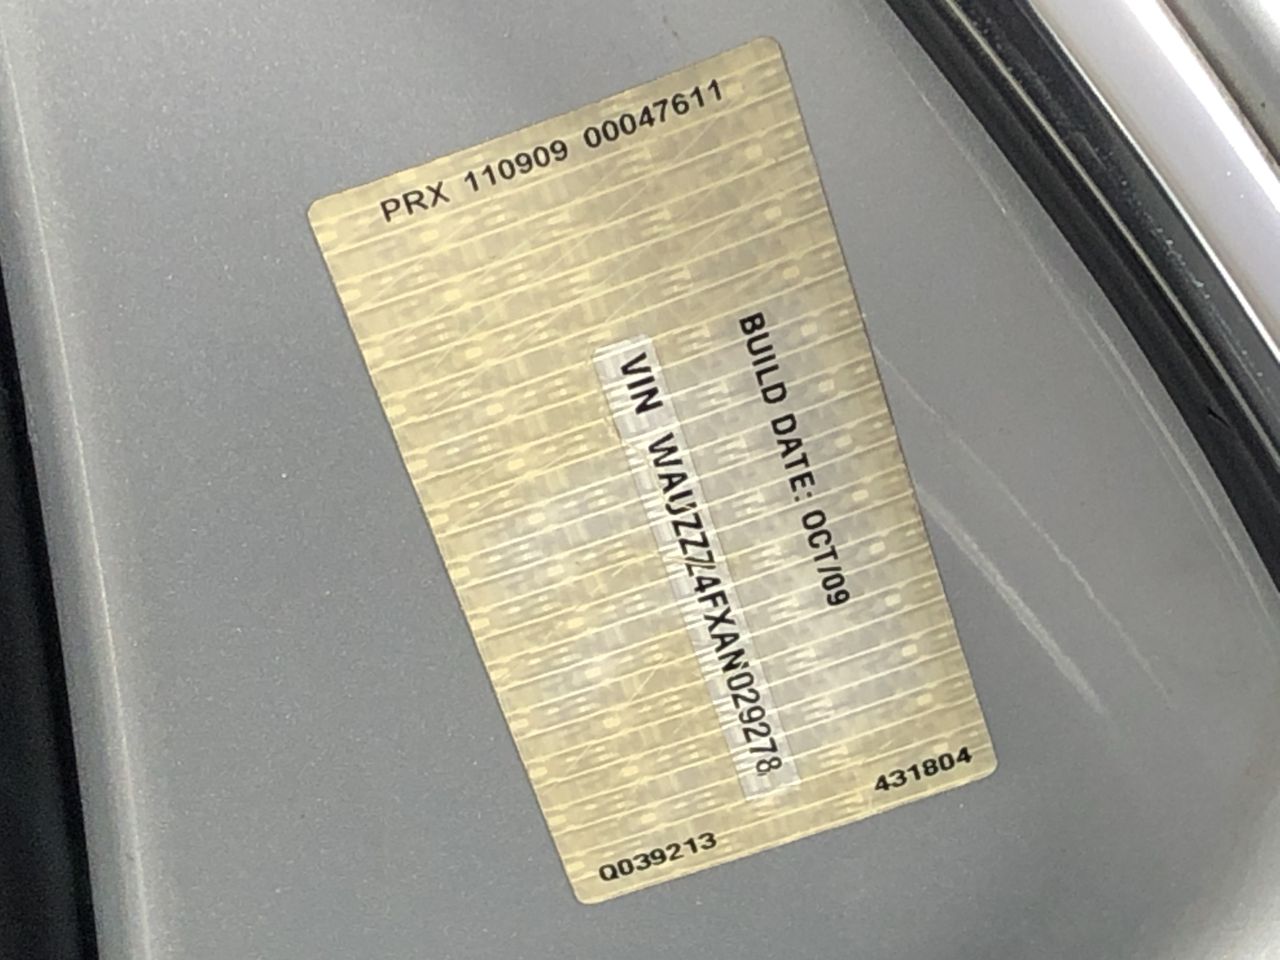 PRX 110909 00047611
BUILD DATE: OCT/09
VIN WAUZZZ4FXAN029278
Q039213
431804